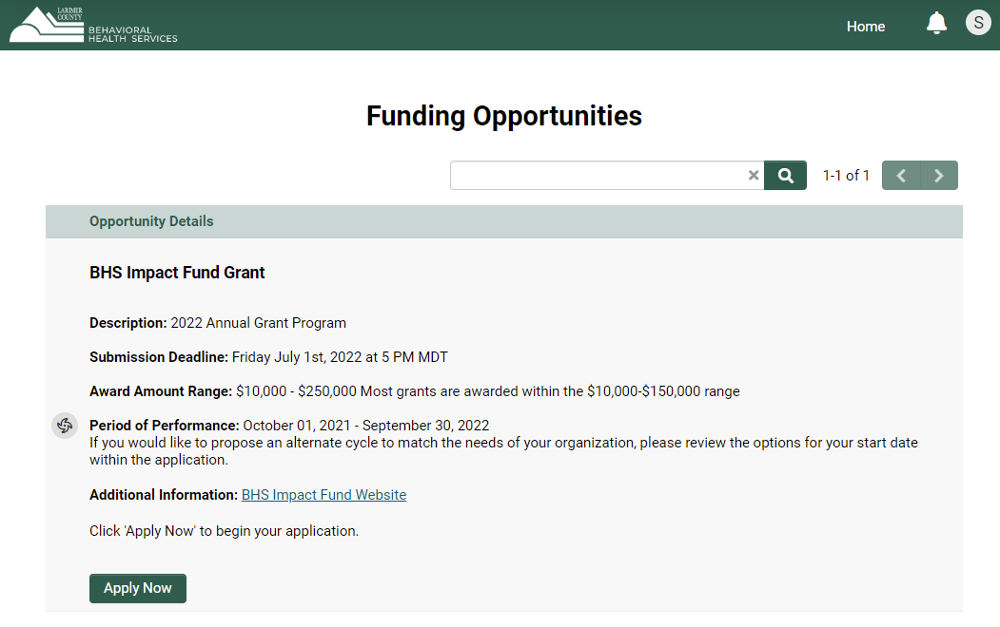 LARIMER
COUNTY
BEHAVIORAL
HEALTH SERVICES
Home
S
Funding Opportunities
1-1 of 1
Opportunity Details
BHS Impact Fund Grant
Description: 2022 Annual Grant Program
Submission Deadline: Friday July 1st, 2022 at 5 PM MDT
Award Amount Range: $10,000 - $250,000 Most grants are awarded within the $10,000-$150,000 range
Period of Performance: October 01, 2021 - September 30, 2022
If you would like to propose an alternate cycle to match the needs of your organization, please review the options for your start date
within the application.
Additional Information: BHS Impact Fund Website
Click 'Apply Now' to begin your application.
Apply Now